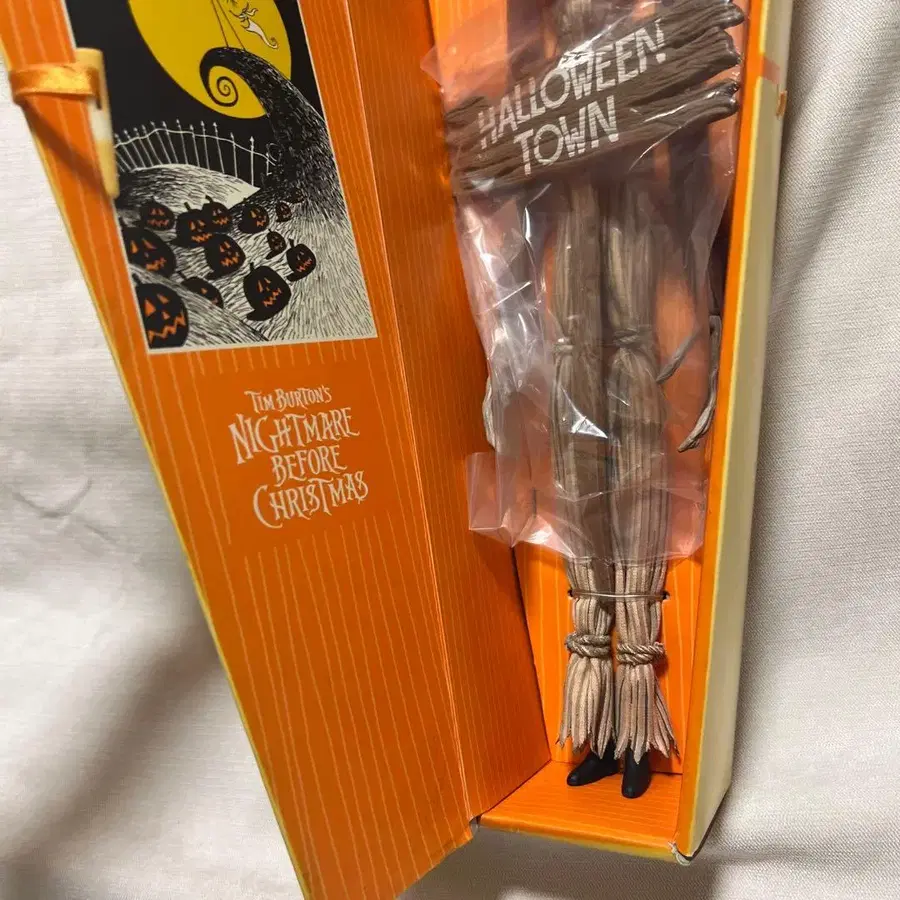 HALLOWEEN
TOWN
TIM BURTON'S
NIGHTMARE
BEFORE
CHRISTMAS